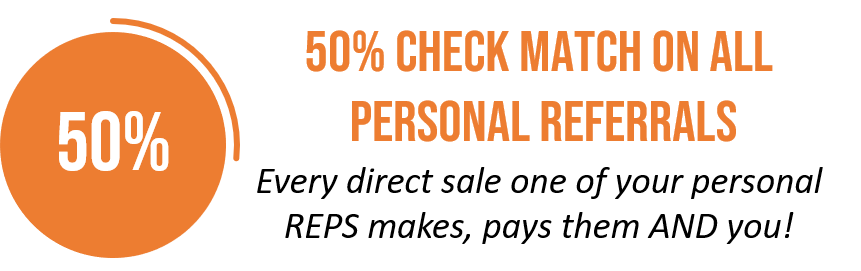 50%
50% CHECK MATCH ON ALL
PERSONAL REFERRALS
Every direct sale one of your personal
REPS makes, pays them AND you!